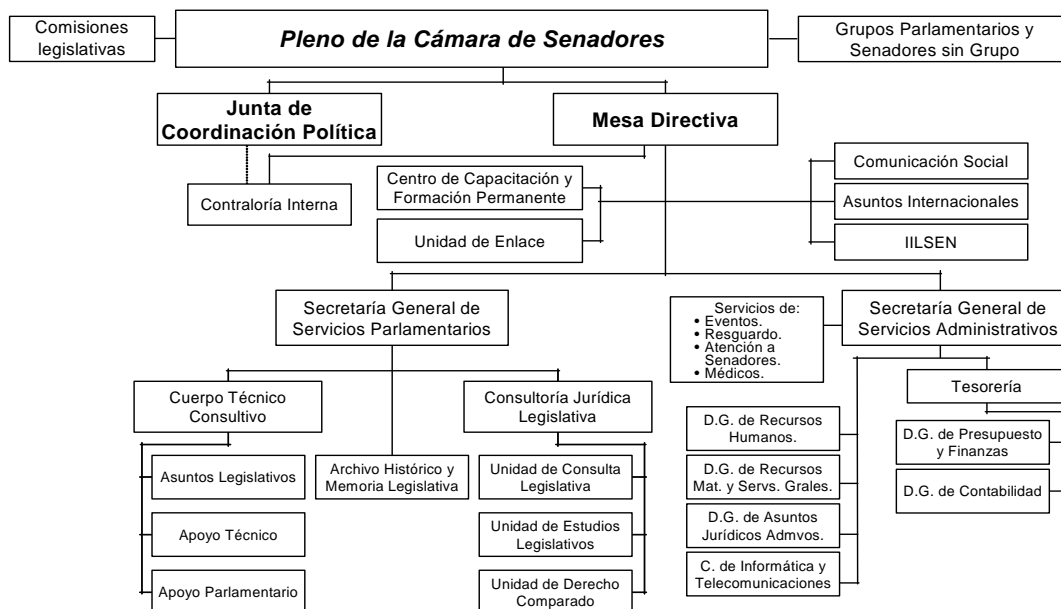 Comisiones
legislativas
Pleno de la Cámara de Senadores
Grupos Parlamentarios y
Senadores sin Grupo
Junta de
Coordinación Política
Mesa Directiva
Contraloría Interna
Centro de Capacitación y
Formación Permanente
Unidad de Enlace
Comunicación Social
Asuntos Internacionales
IILSEN
Secretaría General de
Servicios Parlamentarios
Servicios de:
• Eventos.
• Resguardo.
• Atención a
Senadores.
• Médicos.
Secretaría General de
Servicios Administrativos
Cuerpo Técnico
Consultivo
Consultoría Jurídica
Legislativa
Tesorería
Asuntos Legislativos
Apoyo Técnico
Apoyo Parlamentario
Archivo Histórico y
Memoria Legislativa
Unidad de Consulta
Legislativa
Unidad de Estudios
Legislativos
Unidad de Derecho
Comparado
D.G. de Recursos
Humanos.
D.G. de Recursos
Mat. y Servs. Grales.
D.G. de Asuntos
Jurídicos Admvos.
C. de Informática y
Telecomunicaciones
D.G. de Presupuesto
y Finanzas
D.G. de Contabilidad